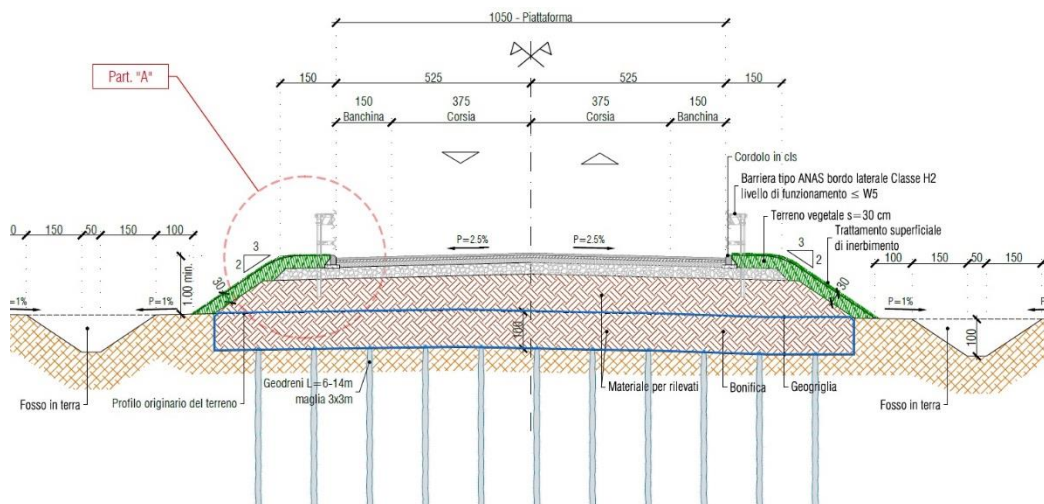 1050 - Piattaforma
Part. "A"
150
525
525
150
150
Banchina
375
Corsia
375
Corsia
150
Banchina
Cordolo in cls
Barriera tipo ANAS bordo laterale Classe H2
livello di funzionamento ≤ W5
Terreno vegetale s=30 cm
Trattamento superficiale
di inerbimento
0
150
50
150
100
3
2
P=2.5%
P=2.5%
3
2
100
150
50
150
1.00 min.
30
30
P=1%
P=1%
P=1%
100
100
Geodreni L=6-14m
maglia 3x3m
Materiale per rilevati
Bonifica
Geogriglia
Fosso in terra
Profilo originario del terreno
Fosso in terra